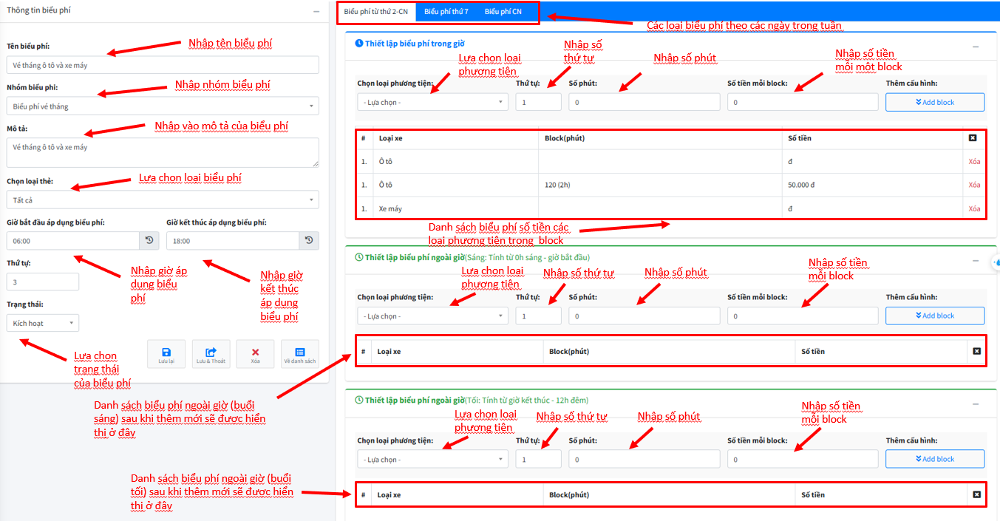 Thông tin biểu phí
Tên biểu phí:
Nhập tên biểu phí
Vé tháng ô tô và xe máy
Nhóm biểu phí:
Nhập nhóm biểu phí
Biểu phí vé tháng
Mô tả:
Nhập vào mô tả của biểu phí
Vé tháng ô tô và xe máy
Chọn loại thẻ:
Lựa chọn loại biểu phí
Tất cả
Giờ bắt đầu áp dụng biểu phí:
Giờ kết thúc áp dụng biểu phí:
06:00
18:00
Thứ tự:
Nhập giờ áp
dụng biểu
phí
Nhập giờ
kết thúc
áp dụng
biểu phí
3
Trạng thái:
Kích hoạt
Lựa chọn
trạng thái
của biểu phí
Lưu lại
Lưu & Thoát
Xóa
Về danh sách
Danh sách biểu phí ngoài giờ (buổi
sáng) sau khi thêm mới sẽ được hiển
thị ở đây
Danh sách biểu phí ngoài giờ (buổi
tối) sau khi thêm mới sẽ được hiển
thị ở đây
Biểu phí từ thứ 2-CN
Biểu phí thứ 7
Biểu phí CN
Các loại biểu phí theo các ngày trong tuần
Thiết lập biểu phí trong giờ
Lựa chọn loại
phương tiện
Nhập số
thứ tự
Nhập số phút
Nhập số tiền
mỗi một block
Chọn loại phương tiện:
Thứ tự:
Số phút:
Số tiền mỗi block:
Thêm cấu hình:
- Lựa chọn -
1
0
0
Add block
# Loại xe Block(phút) Số tiền
1. Ô tô đ Xóa
1. Ô tô 120 (2h) 50.000 đ Xóa
1. Xe máy đ Xóa
Danh sách biểu phí số tiền các
loại phương tiện trong block
Thiết lập biểu phí ngoài giờ(Sáng: Tính từ 0h sáng - giờ bắt đầu)
Lựa chọn loại
phương tiện
Nhập số thứ tự
Nhập số phút
Nhập số tiền
mỗi block
Chọn loại phương tiện:
Thứ tự:
Số phút:
Số tiền mỗi block:
Thêm cấu hình:
- Lựa chọn -
1
0
0
Add block
# Loại xe Block(phút) Số tiền
Thiết lập biểu phí ngoài giờ(Tối: Tính từ giờ kết thúc - 12h đêm)
Lựa chọn loại
phương tiện
Nhập số thứ tự
Nhập số phút
Nhập số tiền
mỗi block
Chọn loại phương tiện:
Thứ tự:
Số phút:
Số tiền mỗi block:
Thêm cấu hình:
- Lựa chọn -
1
0
0
Add block
# Loại xe Block(phút) Số tiền